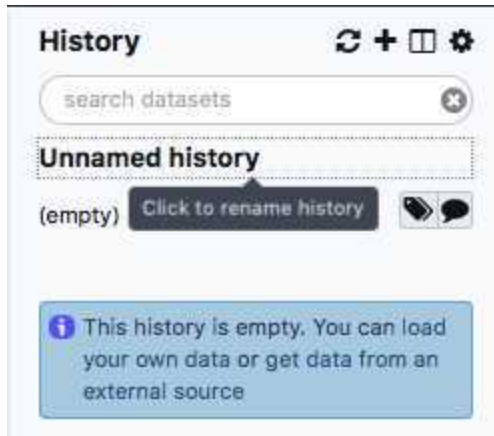 History
search datasets
Unnamed history
(empty)
Click to rename history
This history is empty. You can load
your own data or get data from an
external source